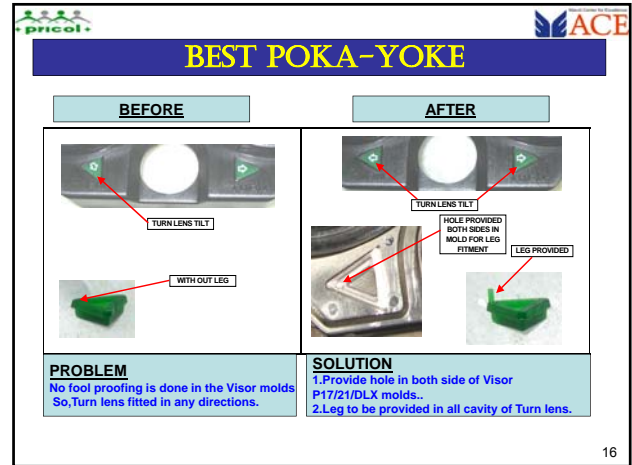 pricol
ACE
BEST POKA-YOKE
BEFORE
AFTER
TURN LENS TILT
WITH OUT LEG
TURN LENS TILT
HOLE PROVIDED
BOTH SIDES IN
MOLD FOR LEG
FITMENT
LEG PROVIDED
PROBLEM
No fool proofing is done in the Visor molds
So,Turn lens fitted in any directions.
SOLUTION
1.Provide hole in both side of Visor
P17/21/DLX molds..
2.Leg to be provided in all cavity of Turn lens.
16